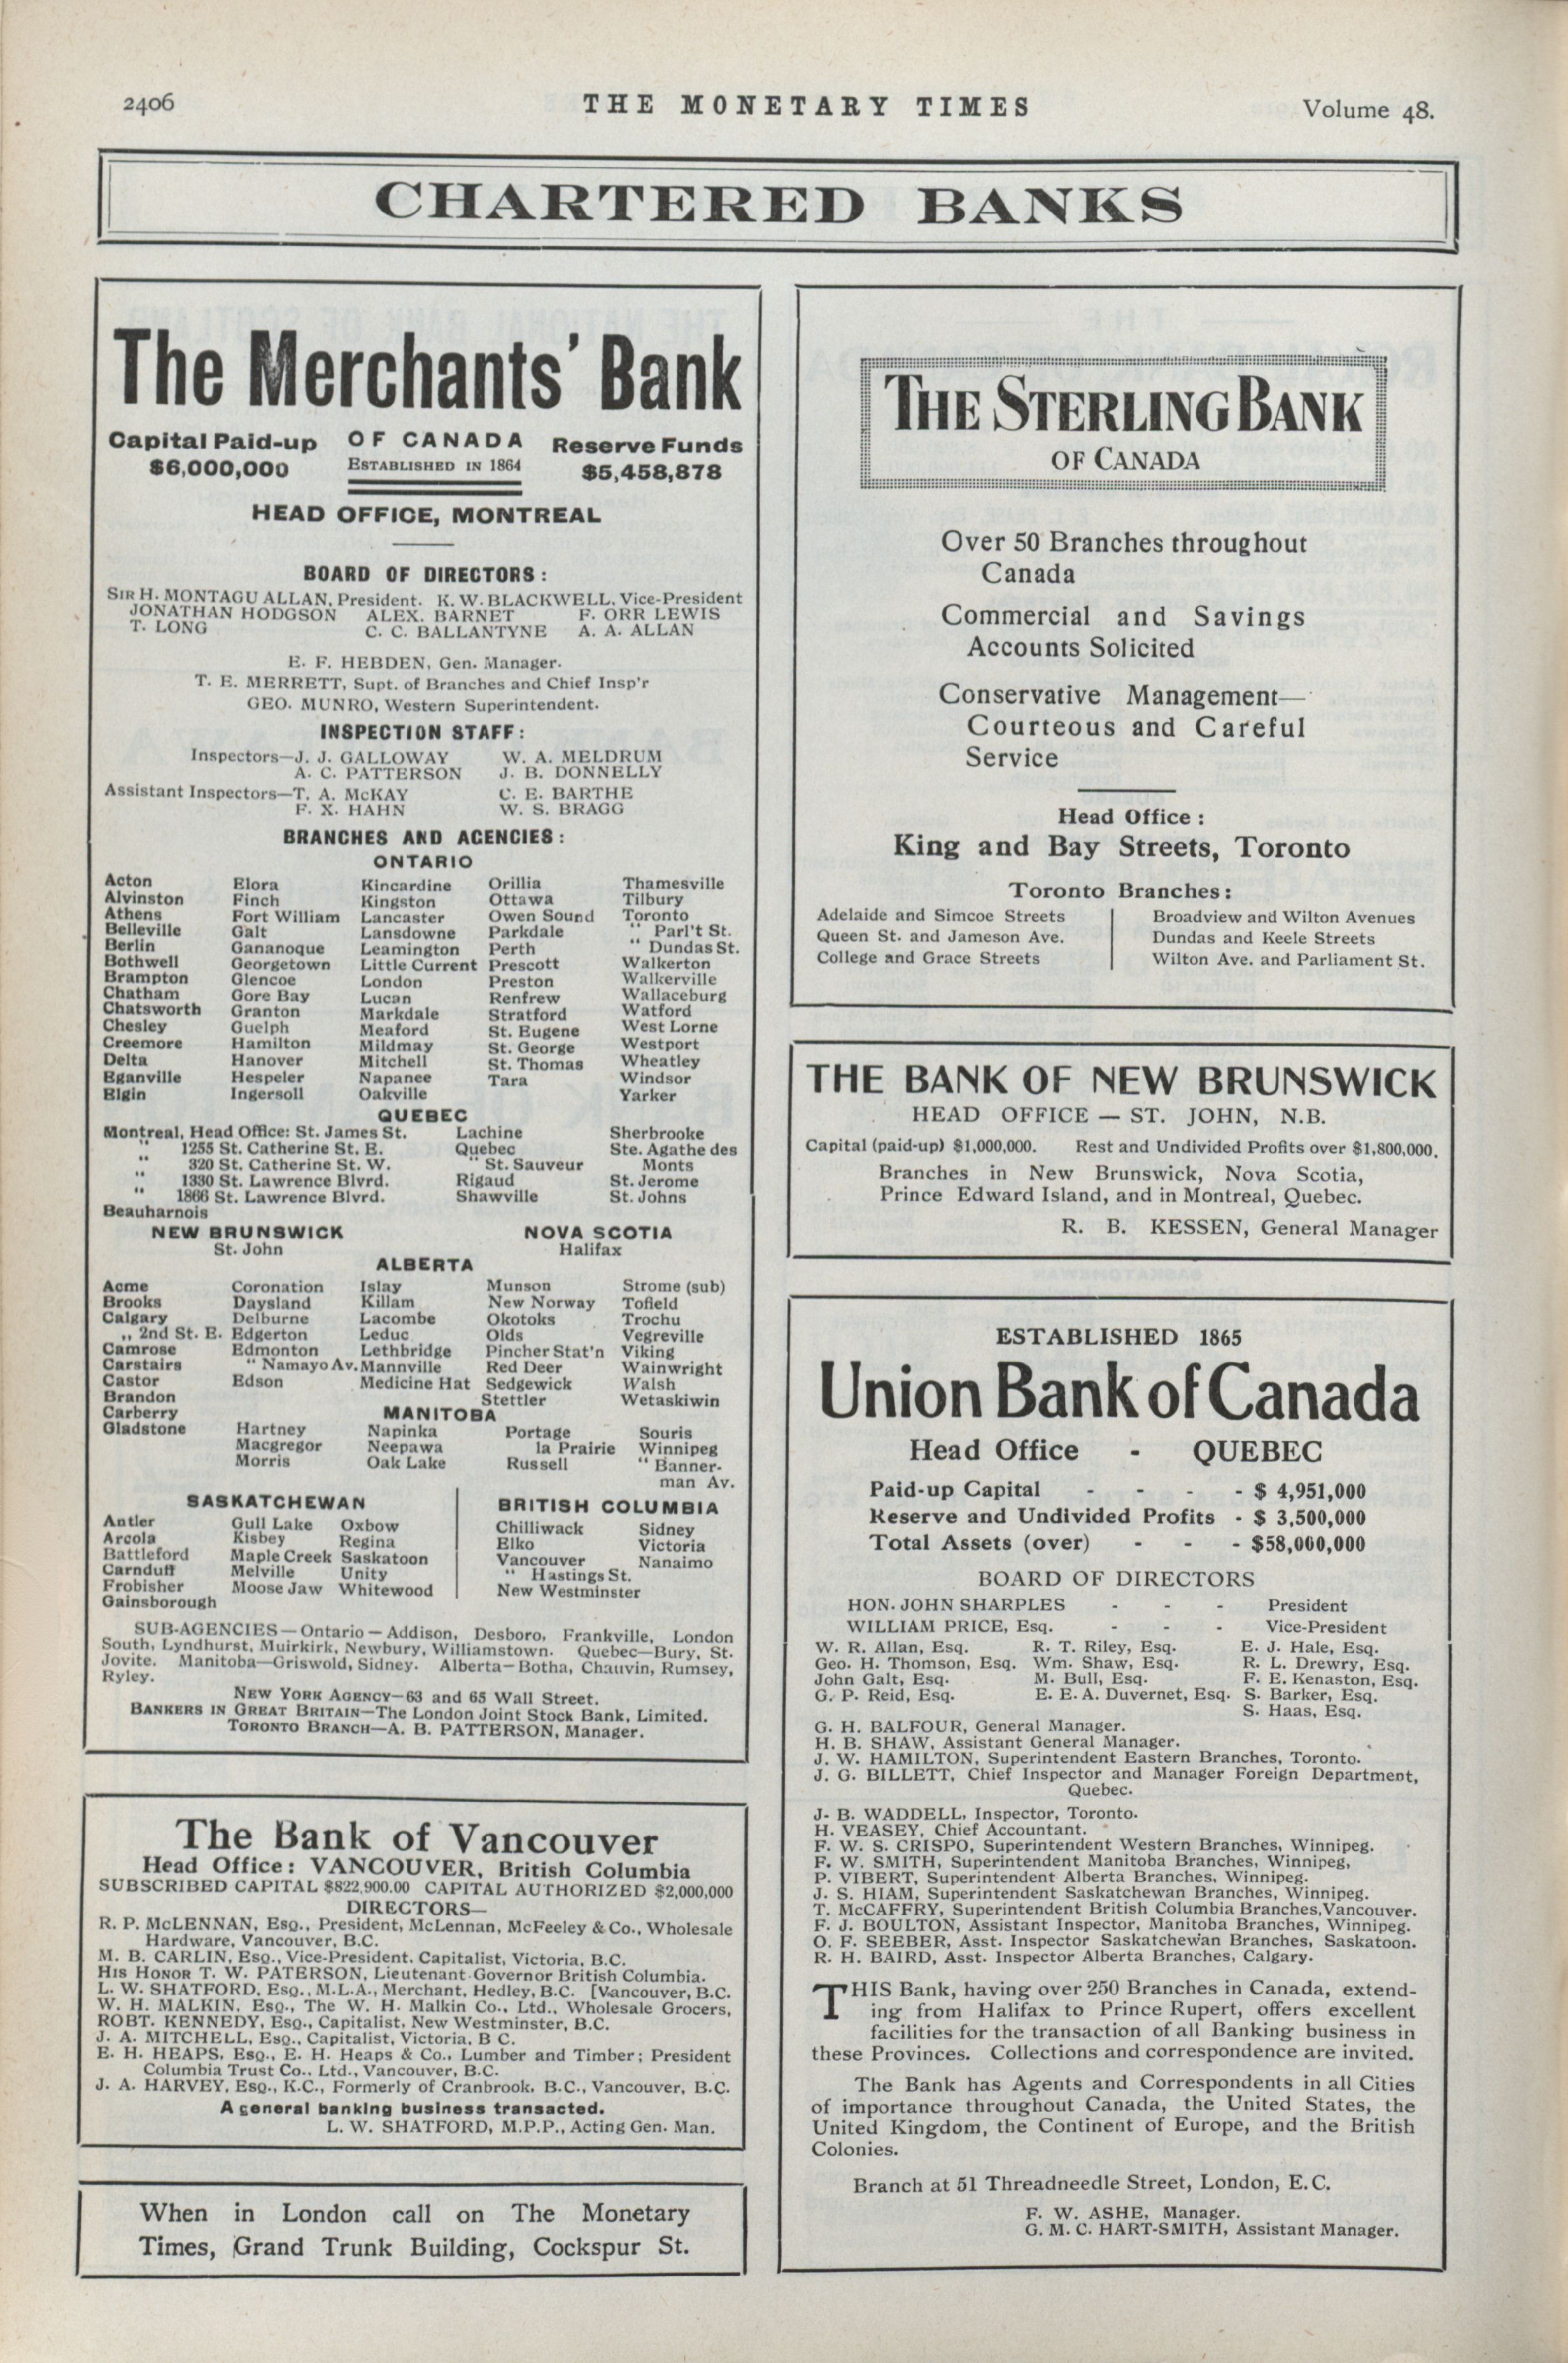 2406
THE MONETARY TIMES
Volume 48.
CHARTERED BANKS
The Merchants' Bank
Capital Paid-up OF CANADA Reserve Funds
$6,000,000 ESTABLISHED IN 1864 $5,458,878
HEAD OFFICE, MONTREAL
BOARD OF DIRECTORS:
SIR H. MONTAGU ALLAN, President. K. W. BLACKWELL, Vice-President
JONATHAN HODGSON ALEX. BARNET F. ORR LEWIS
T. LONG C. C. BALLANTYNE A. A. ALLAN
E. F. HEBDEN, Gen. Manager.
T. E. MERRETT, Supt. of Branches and Chief Insp'r
GEO. MUNRO, Western Superintendent.
INSPECTION STAFF:
Inspectors—J. J. GALLOWAY W. A. MELDRUM
A. C. PATTERSON J. B. DONNELLY
Assistant Inspectors—T. A. McKAY C. E. BARTHE
F. X. HAHN W. S. BRAGG
BRANCHES AND AGENCIES:
ONTARIO
Acton Elora Kincardine Orillia Thamesville
Alvinston Finch Kingston Ottawa Tilbury
Athens Fort William Lancaster Owen Sound Toronto
Belleville Galt Lansdowne Parkdale " Parl't St.
Berlin Gananoque Leamington Perth " Dundas St.
Bothwell Georgetown Little Current Prescott Walkerton
Brampton Glencoe London Preston Walkerville
Chatham Gore Bay Lucan Renfrew Wallaceburg
Chatsworth Granton Markdale Stratford Watford
Chesley Guelph Meaford St. Eugene West Lorne
Creemore Hamilton Mildmay St. George Westport
Delta Hanover Mitchell St. Thomas Wheatley
Eganville Hespeler Napanee Tara Windsor
Elgin Ingersoll Oakville Yarker
QUEBEC
Montreal, Head Office: St. James St. Lachine Sherbrooke
" 1255 St. Catherine St. E. Quebec Ste. Agathe des
" 320 St. Catherine St. W. " St. Sauveur Monts
" 1330 St. Lawrence Blvrd. Rigaud St. Jerome
" 1866 St. Lawrence Blvrd. Shawville St. Johns
Beauharnois
NEW BRUNSWICK NOVA SCOTIA
St. John Halifax
ALBERTA
Acme Coronation Islay Munson Strome (sub)
Brooks Daysland Killam New Norway Tofield
Calgary Delburne Lacombe Okotoks Trochu
,, 2nd St. E. Edgerton Leduc Olds Vegreville
Camrose Edmonton Lethbridge Pincher Stat'n Viking
Carstairs " Namayo Av. Mannville Red Deer Wainwright
Castor Edson Medicine Hat Sedgewick Walsh
Brandon Stettler Wetaskiwin
Carberry MANITOBA
Gladstone Hartney Napinka Portage Souris
Macgregor Neepawa la Prairie Winnipeg
Morris Oak Lake Russell " Banner-
man Av.
SASKATCHEWAN
Antler Gull Lake Oxbow
Arcola Kisbey Regina
Battleford Maple Creek Saskatoon
Carnduff Melville Unity
Frobisher Moose Jaw Whitewood
Gainsborough
BRITISH COLUMBIA
Chilliwack Sidney
Elko Victoria
Vancouver Nanaimo
" Hastings St.
New Westminster
SUB-AGENCIES—Ontario—Addison, Desboro, Frankville, London
South, Lyndhurst, Muirkirk, Newbury, Williamstown. Quebec—Bury, St.
Jovite. Manitoba—Griswold, Sidney. Alberta—Botha, Chauvin, Rumsey,
Ryley.
NEW YORK AGENCY—63 and 65 Wall Street.
BANKERS IN GREAT BRITAIN—The London Joint Stock Bank, Limited.
TORONTO BRANCH—A. B. PATTERSON, Manager.
The Bank of Vancouver
Head Office: VANCOUVER, British Columbia
SUBSCRIBED CAPITAL $822,900.00 CAPITAL AUTHORIZED $2,000,000
DIRECTORS—
R. P. McLENNAN, ESQ., President, McLennan, McFeeley & Co., Wholesale
Hardware, Vancouver, B.C.
M. B. CARLIN, ESQ., Vice-President, Capitalist, Victoria, B.C.
HIS HONOR T. W. PATERSON, Lieutenant-Governor British Columbia.
L. W. SHATFORD, ESQ., M.L.A., Merchant, Hedley, B.C. [Vancouver, B.C.
W. H. MALKIN, ESQ., The W. H. Malkin Co., Ltd., Wholesale Grocers,
ROBT. KENNEDY, ESQ., Capitalist, New Westminster, B.C.
J. A. MITCHELL, ESQ., Capitalist, Victoria, B C.
E. H. HEAPS, ESQ., E. H. Heaps & Co., Lumber and Timber; President
Columbia Trust Co., Ltd., Vancouver, B.C.
J. A. HARVEY, ESQ., K.C., Formerly of Cranbrook, B.C., Vancouver, B.C.
A general banking business transacted.
L. W. SHATFORD, M.P.P., Acting Gen. Man.
When in London call on The Monetary
Times, Grand Trunk Building, Cockspur St.
THE STERLING BANK
OF CANADA
Over 50 Branches throughout
Canada
Commercial and Savings
Accounts Solicited
Conservative Management—
Courteous and Careful
Service
Head Office:
King and Bay Streets, Toronto
Toronto Branches:
Adelaide and Simcoe Streets Broadview and Wilton Avenues
Queen St. and Jameson Ave. Dundas and Keele Streets
College and Grace Streets Wilton Ave. and Parliament St.
THE BANK OF NEW BRUNSWICK
HEAD OFFICE — ST. JOHN, N.B.
Capital (paid-up) $1,000,000. Rest and Undivided Profits over $1,800,000.
Branches in New Brunswick, Nova Scotia,
Prince Edward Island, and in Montreal, Quebec.
R. B. KESSEN, General Manager
ESTABLISHED 1865
Union Bank of Canada
Head Office - QUEBEC
Paid-up Capital - - - - $ 4,951,000
Reserve and Undivided Profits - $ 3,500,000
Total Assets (over) - - - $58,000,000
BOARD OF DIRECTORS
HON. JOHN SHARPLES - - - President
WILLIAM PRICE, Esq. - - - Vice-President
W. R. Allan, Esq. R. T. Riley, Esq. E. J. Hale, Esq.
Geo. H. Thomson, Esq. Wm. Shaw, Esq. R. L. Drewry, Esq.
John Galt, Esq. M. Bull, Esq. F. E. Kenaston, Esq.
G. P. Reid, Esq. E. E. A. Duvernet, Esq. S. Barker, Esq.
S. Haas, Esq.
G. H. BALFOUR, General Manager.
H. B. SHAW, Assistant General Manager.
J. W. HAMILTON, Superintendent Eastern Branches, Toronto.
J. G. BILLETT, Chief Inspector and Manager Foreign Department,
Quebec.
J. B. WADDELL, Inspector, Toronto.
H. VEASEY, Chief Accountant.
F. W. S. CRISPO, Superintendent Western Branches, Winnipeg.
F. W. SMITH, Superintendent Manitoba Branches, Winnipeg,
P. VIBERT, Superintendent Alberta Branches, Winnipeg.
J. S. HIAM, Superintendent Saskatchewan Branches, Winnipeg.
T. McCAFFRY, Superintendent British Columbia Branches, Vancouver.
F. J. BOULTON, Assistant Inspector, Manitoba Branches, Winnipeg.
O. F. SEEBER, Asst. Inspector Saskatchewan Branches, Saskatoon.
R. H. BAIRD, Asst. Inspector Alberta Branches, Calgary.
THIS Bank, having over 250 Branches in Canada, extend-
ing from Halifax to Prince Rupert, offers excellent
facilities for the transaction of all Banking business in
these Provinces. Collections and correspondence are invited.
The Bank has Agents and Correspondents in all Cities
of importance throughout Canada, the United States, the
United Kingdom, the Continent of Europe, and the British
Colonies.
Branch at 51 Threadneedle Street, London, E.C.
F. W. ASHE, Manager.
G. M. C. HART-SMITH, Assistant Manager.